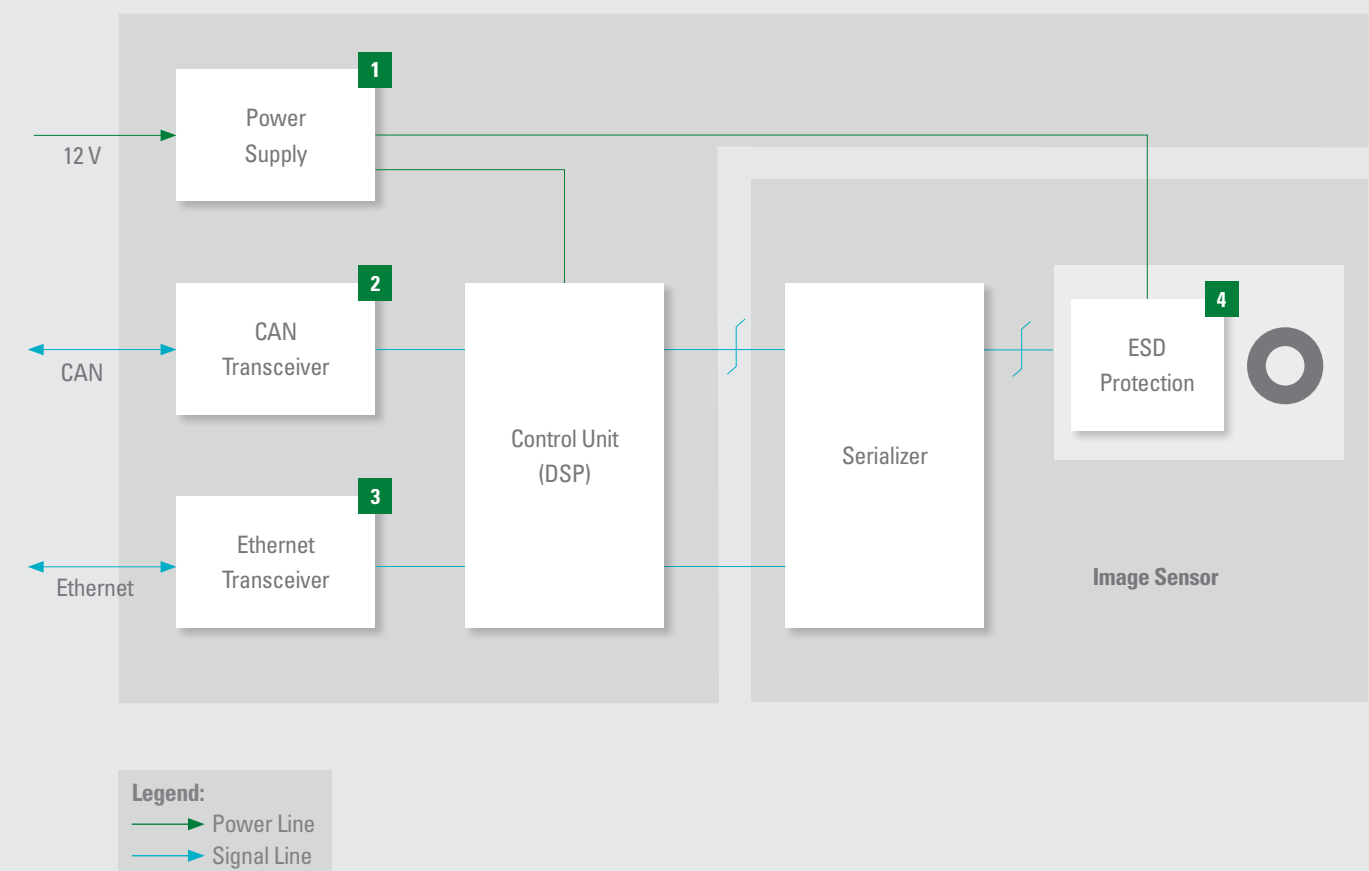 1
Power
Supply
12 V
2
CAN
Transceiver
CAN
3
Ethernet
Transceiver
Ethernet
Control Unit
(DSP)
Serializer
4
ESD
Protection
Image Sensor
Legend:
Power Line
Signal Line